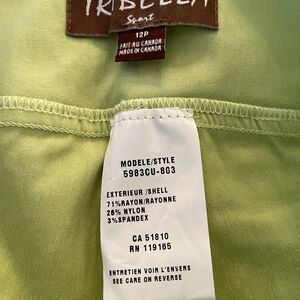 TRIBECCA
Sport
12P
FAIT AU CANADA
MADE IN CANADA
MODELE/STYLE
5983CU-803
EXTERIEUR/SHELL
71%RAYON/RAYONNE
26% NYLON
3%SPANDEX
CA 51810
RN 119165
ENTRETIEN VOIR L'ENVERS
SEE CARE ON REVERSE